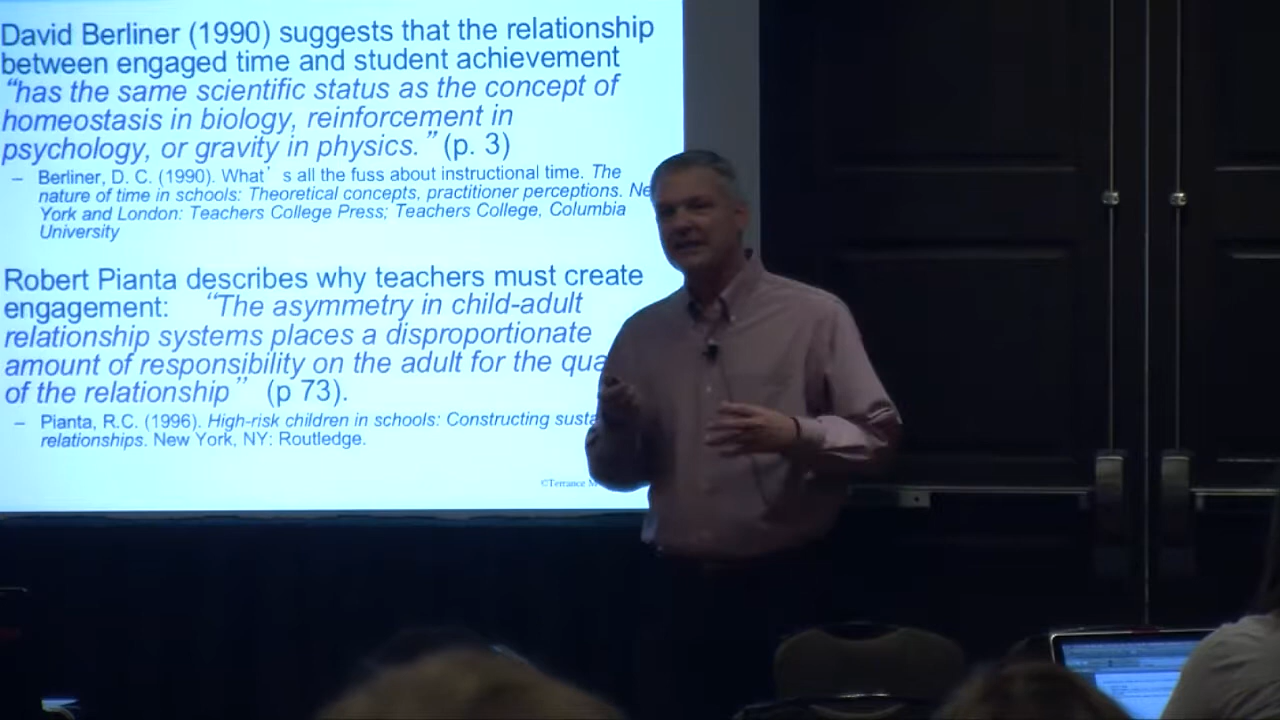 David Berliner (1990) suggests that the relationship
between engaged time and student achievement
“has the same scientific status as the concept of
homeostasis in biology, reinforcement in
psychology, or gravity in physics.” (p. 3)
– Berliner, D. C. (1990). What’ s all the fuss about instructional time. The
nature of time in schools: Theoretical concepts, practitioner perceptions.
York and London: Teachers College Press; Teachers College, Columbia
University
Robert Pianta describes why teachers must create
engagement: “The asymmetry in child-adult
relationship systems places a disproportionate
amount of responsibility on the adult for the
of the relationship” (p 73).
– Pianta, R.C. (1996). High-risk children in schools: Constructing
relationships. New York, NY: Routledge.
©Terrance